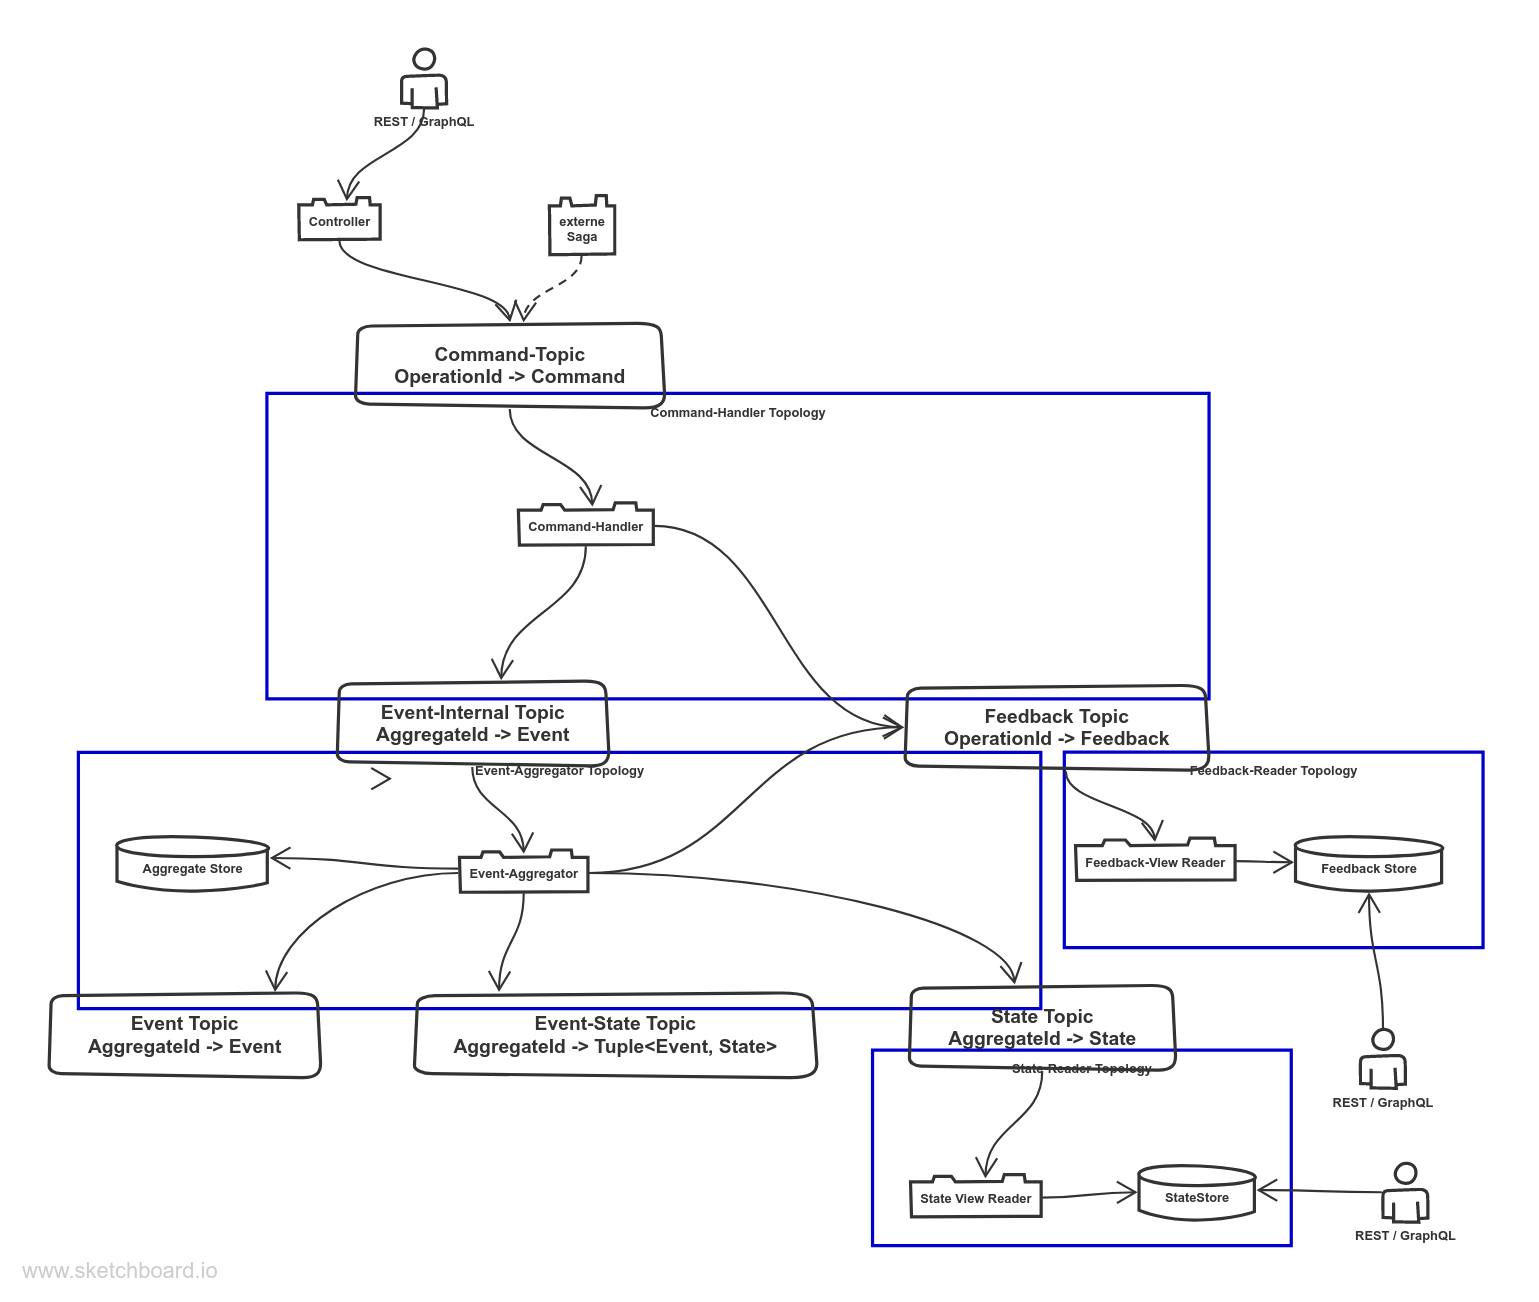 REST / GraphQL
Controller
externe
Saga
Command-Topic
OperationId -> Command
Command-Handler Topology
Command-Handler
Event-Internal Topic
AggregateId -> Event
Feedback Topic
OperationId -> Feedback
Event-Aggregator Topology
Feedback-Reader Topology
Aggregate Store
Event-Aggregator
Feedback-View Reader
Feedback Store
Event Topic
AggregateId -> Event
Event-State Topic
AggregateId -> Tuple<Event, State>
State Topic
AggregateId -> State
State-Reader Topology
REST / GraphQL
State View Reader
StateStore
REST / GraphQL
www.sketchboard.io